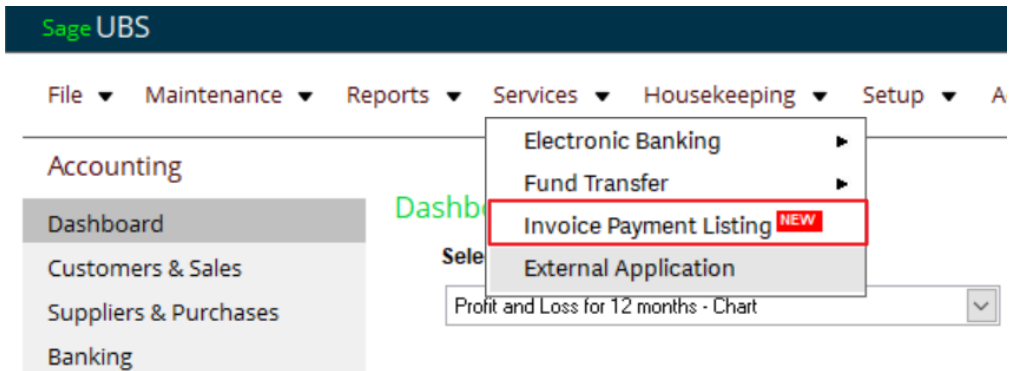 Sage UBS
File Maintenance Reports Services Housekeeping Setup
Accounting
Dashboard
Customers & Sales
Suppliers & Purchases
Banking
Electronic Banking
Fund Transfer
Invoice Payment Listing NEW
External Application
Profit and Loss for 12 months - Chart